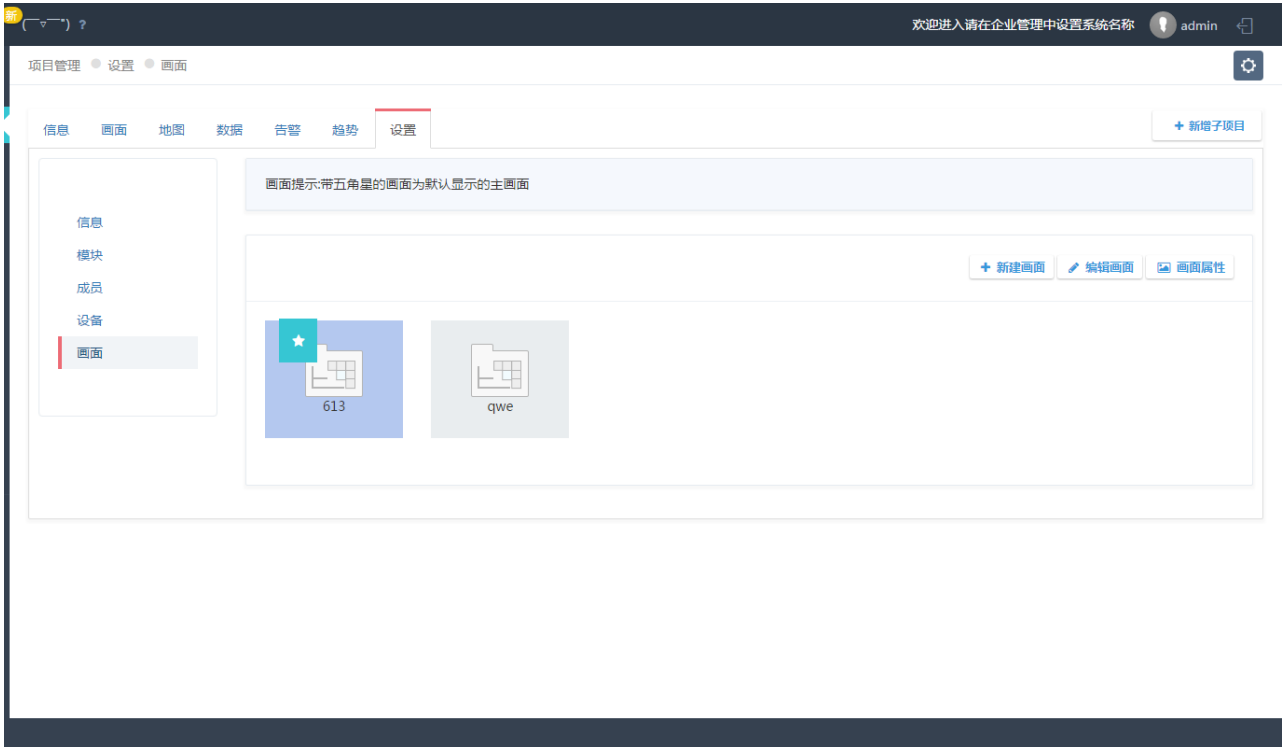 新
(￣▽￣") ?
欢迎进入请在企业管理中设置系统名称 admin
项目管理 设置 画面
信息 画面 地图 数据 告警 趋势 设置
+ 新增子项目
画面提示:带五角星的画面为默认显示的主画面
信息
模块
成员
设备
画面
+ 新建画面 编辑画面 画面属性
613 qwe